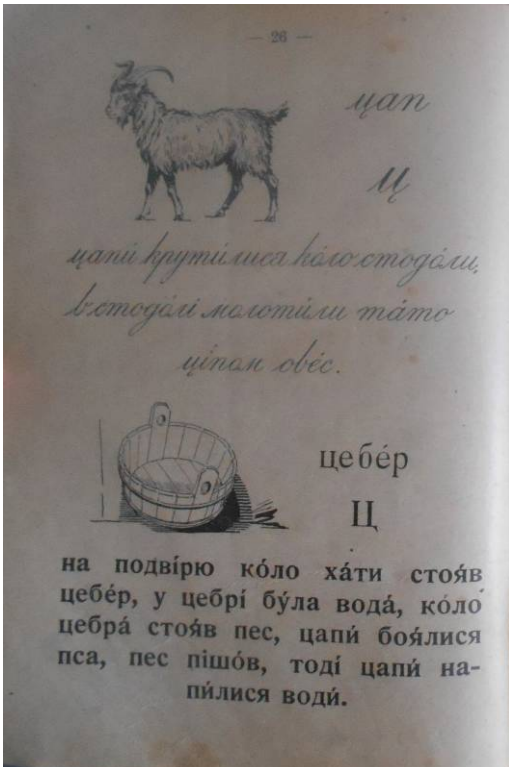 — 26 —
цап
ц
цапи́ крути́лися ко́ло стодо́ли,
в стодо́лі молоти́ли та́то
ці́пом ове́с.
цебе́р
Ц
на подві́рю ко́ло ха́ти стоя́в
цебе́р, у цебрі́ бу́ла вода́, ко́ло
цебра́ стоя́в пес, цапи́ боя́лися
пса, пес пішо́в, тоді́ цапи́ на-
пи́лися води́.